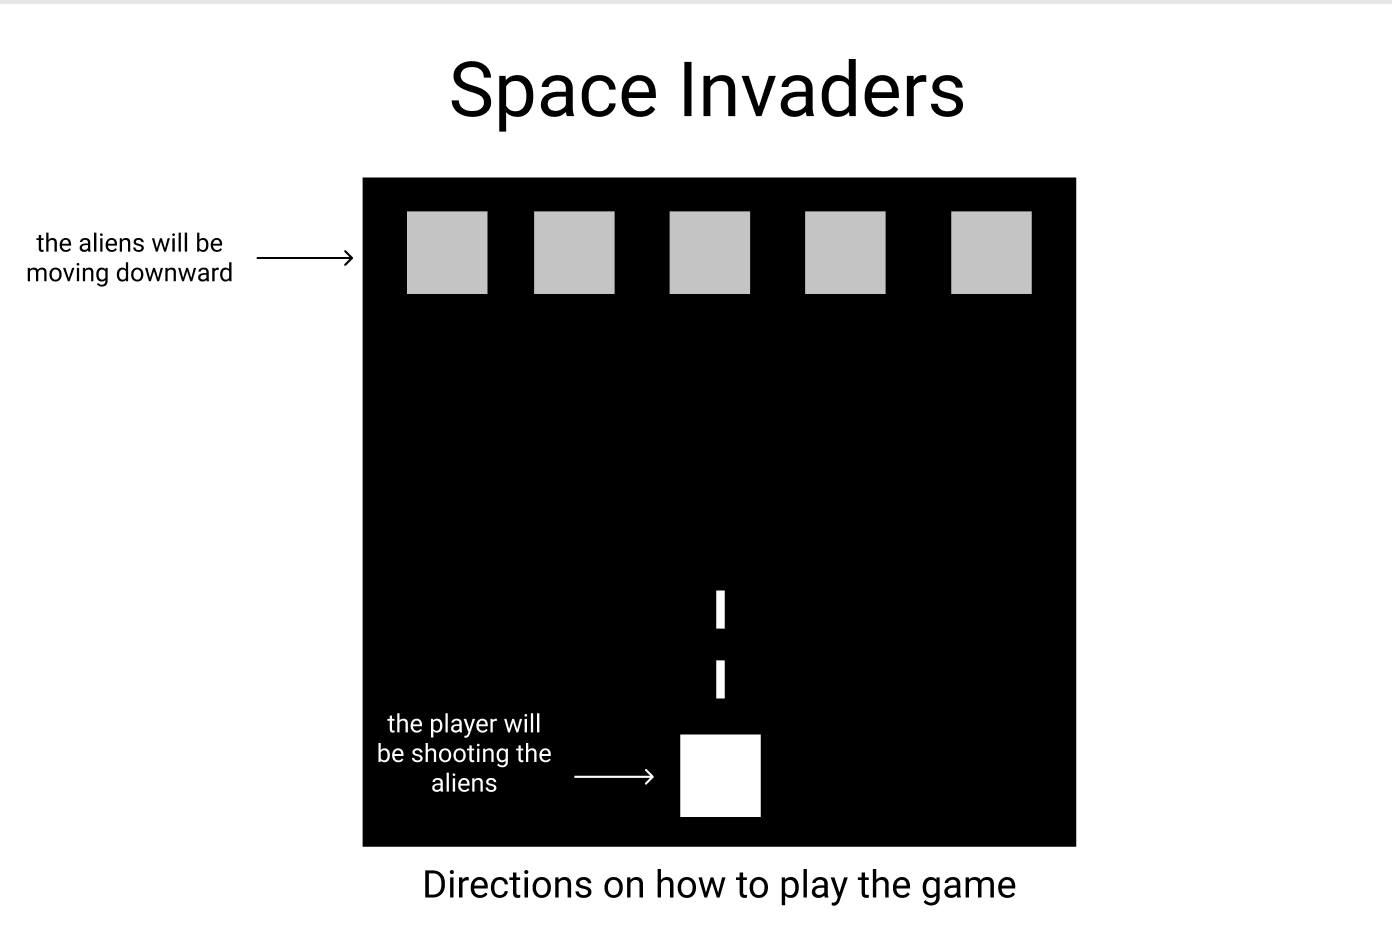 Space Invaders
the aliens will be
moving downward
the player will
be shooting the
aliens
Directions on how to play the game